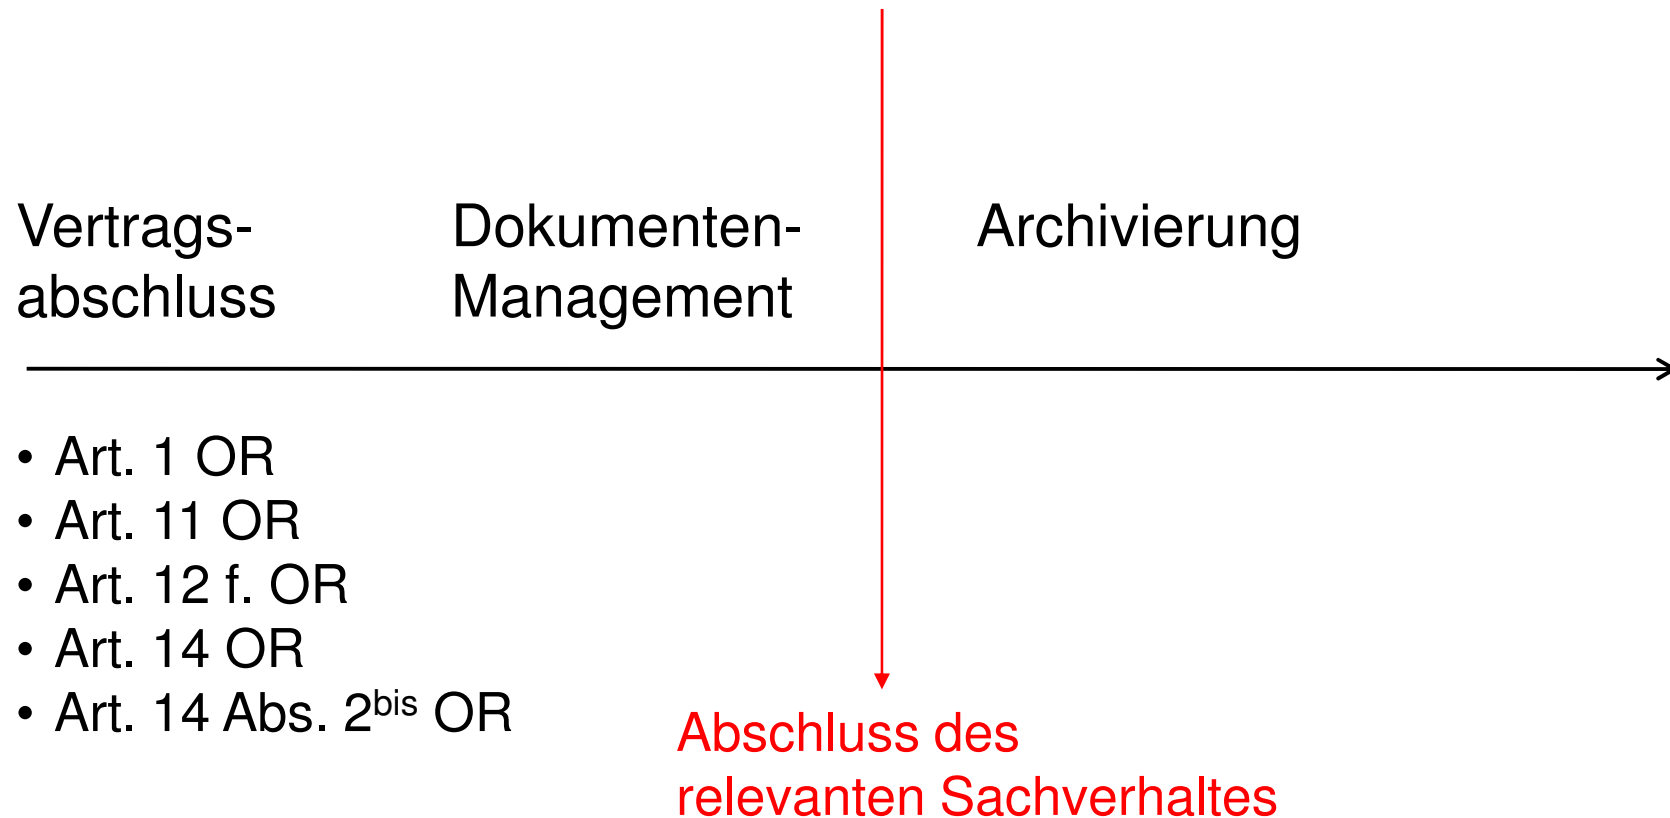 Vertrags-
abschluss
Dokumenten-
Management
Archivierung
• Art. 1 OR
• Art. 11 OR
• Art. 12 f. OR
• Art. 14 OR
• Art. 14 Abs. 2bis OR
Abschluss des
relevanten Sachverhaltes